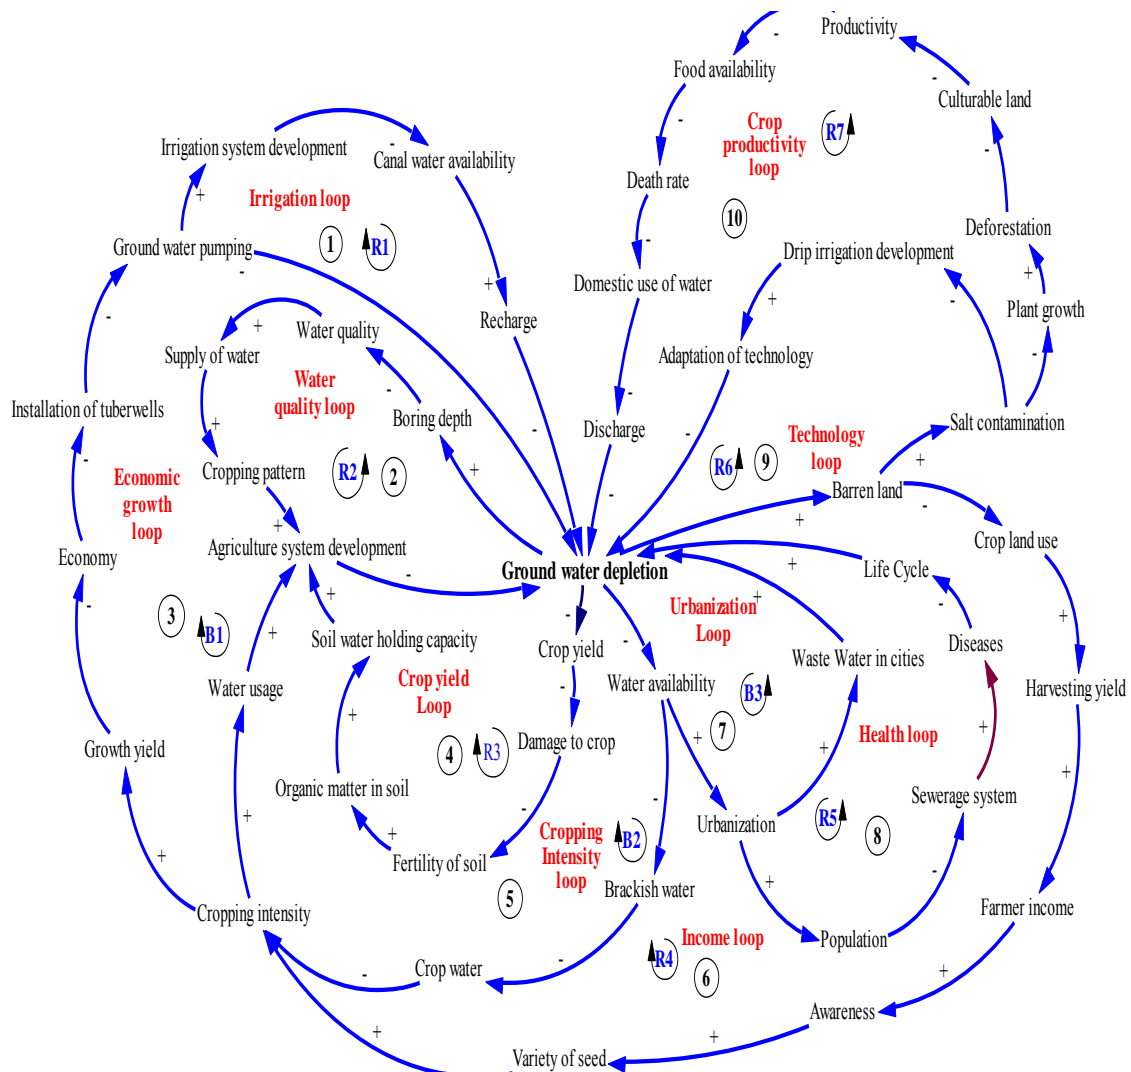 Productivity
-
Food availability
-
Culturable land
Crop
productivity
loop
R7
-
-
Irrigation system development
-
Canal water availability
Death rate
-
+
Irrigation loop
10
1
R1
Ground water pumping
-
-
Drip irrigation development
Deforestation
+
Domestic use of water
+
-
Plant growth
+
Recharge
-
Water quality
+
Supply of water
Adaptation of technology
-
Water
quality loop
-
Installation of tuberwells
+
Boring depth
Discharge
-
-
Salt contamination
Technology
loop
-
Economic
growth
loop
Cropping pattern
R2
2
+
R6
9
+
Barren land
-
-
+
+
Crop land use
Agriculture system development
Economy
-
Ground water depletion
+
Life Cycle
+
-
3
B1
+
+
Soil water holding capacity
Urbanization
Loop
-
+
Crop yield
-
Waste Water in cities
Diseases
Water usage
Crop yield
Loop
-
Water availability
B3
Harvesting yield
+
7
+
Health loop
+
Growth yield
4
R3
Damage to crop
+
+
Organic matter in soil
-
Sewerage system
+
Cropping
Intensity
loop
B2
Urbanization
R5
8
+
-
+
Fertility of soil
-
+
-
5
Brackish water
Cropping intensity
Farmer income
R4
Income loop
Population
6
-
Crop water
-
+
Awareness
+
+
Variety of seed